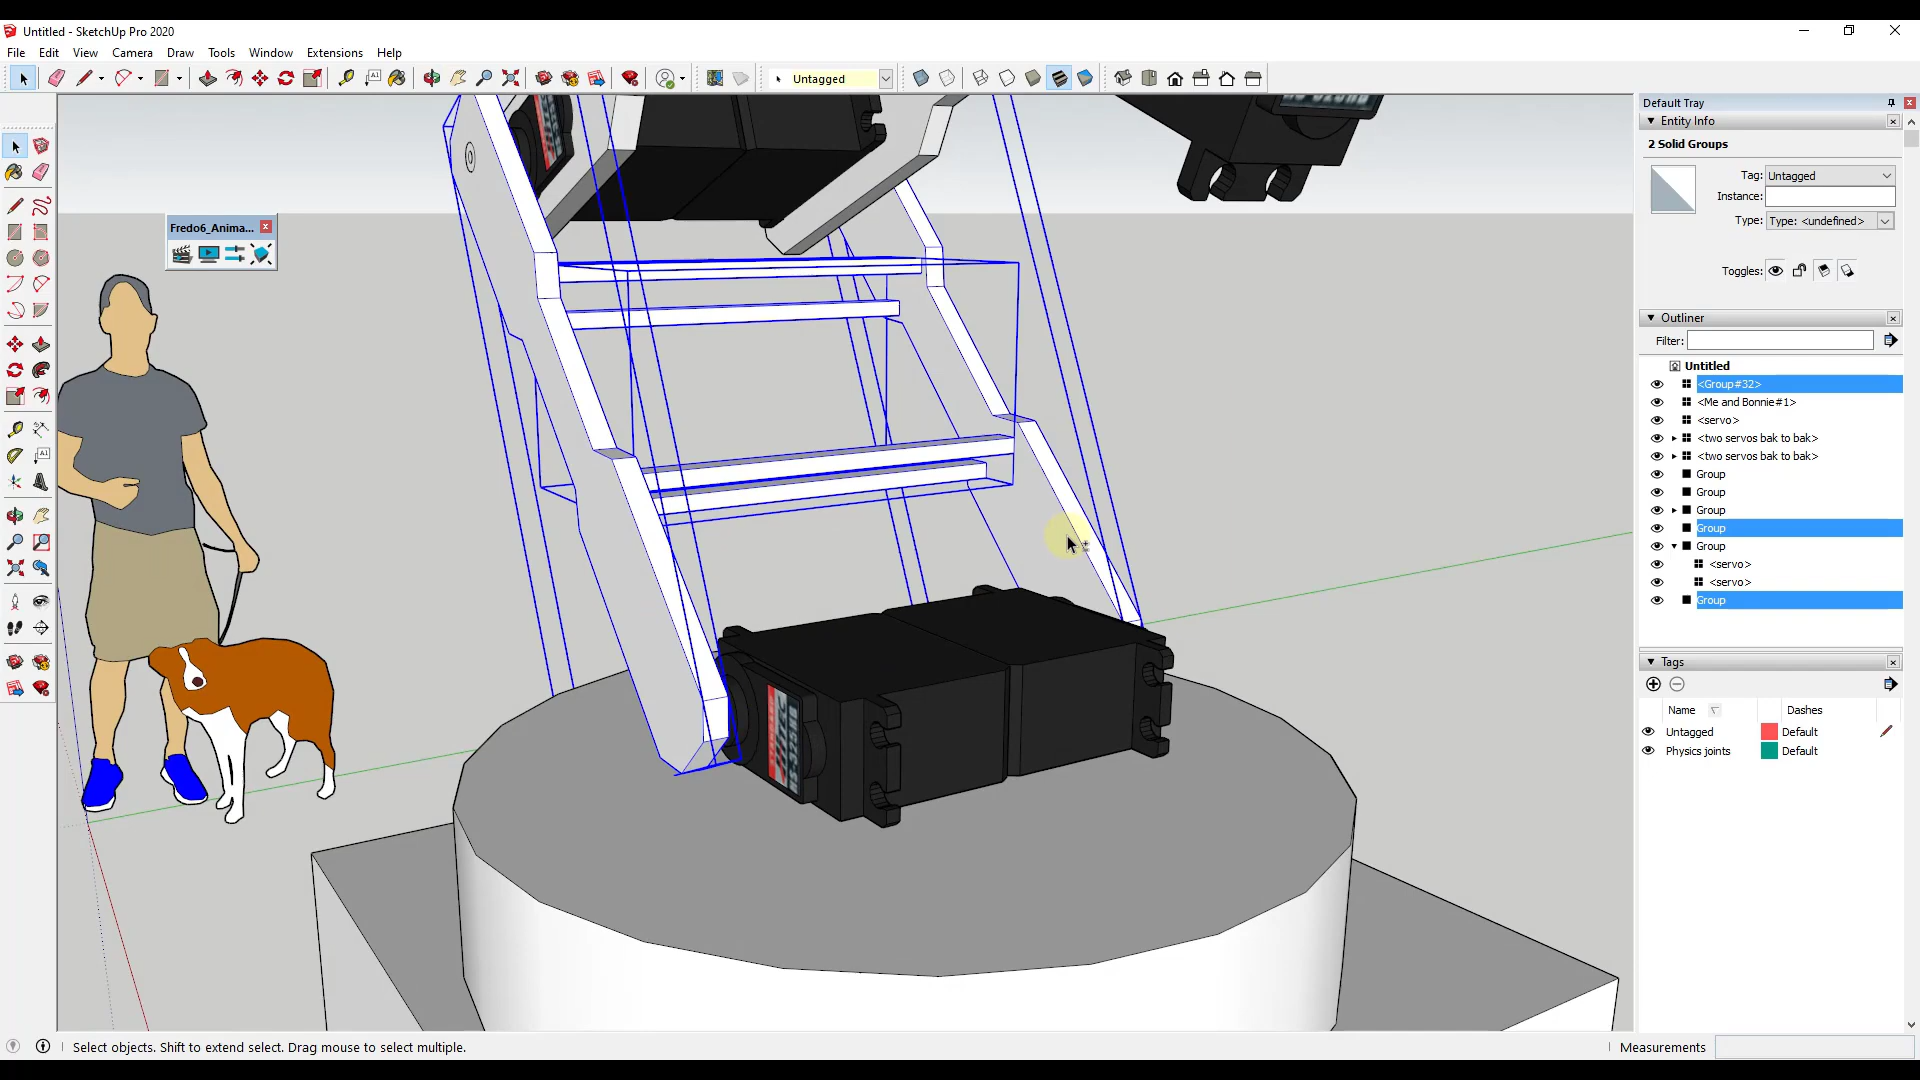 Untitled - SketchUp Pro 2020
File Edit View Camera Draw Tools Window Extensions Help
Untagged
Default Tray
Entity Info
2 Solid Groups
Tag: Untagged
Instance:
Type: Type: <undefined>
Toggles:
Outliner
Filter:
Untitled
<Group#32>
<Me and Bonnie#1>
<servo>
<two servos bak to bak>
<two servos bak to bak>
Group
Group
Group
Group
Group
<servo>
<servo>
Group
Tags
Name Dashes
Untagged Default
Physics joints Default
Fredo6_Anima...
Select objects. Shift to extend select. Drag mouse to select multiple.
Measurements